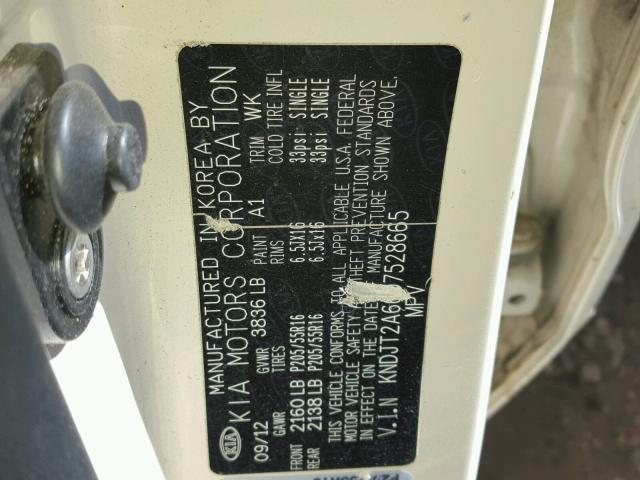 MANUFACTURED IN KOREA BY
KIA KIA MOTORS CORPORATION
09/12 GVWR 3836 LB PAINT A1 TRIM WK
GAWR TIRES RIMS COLD TIRE INFL
FRONT 2160 LB P205/55R16 6.5JX16 33psi SINGLE
REAR 2138 LB P205/55R16 6.5JX16 33psi SINGLE
THIS VEHICLE CONFORMS TO ALL APPLICABLE U.S.A. FEDERAL
MOTOR VEHICLE SAFETY AND THEFT PREVENTION STANDARDS
IN EFFECT ON THE DATE MANUFACTURE SHOWN ABOVE.
V.I.N KNDJT2A6 7528665
MPV